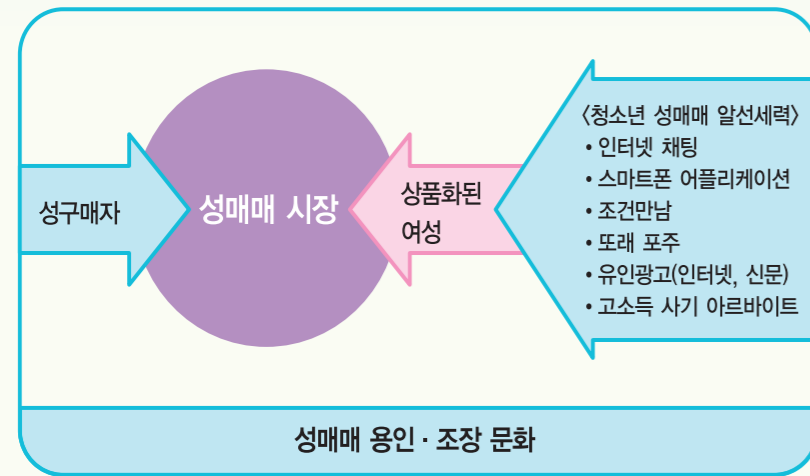 성구매자
성매매 시장
상품화된
여성
〈청소년 성매매 알선세력〉
• 인터넷 채팅
• 스마트폰 어플리케이션
• 조건만남
• 또래 포주
• 유인광고(인터넷, 신문)
• 고소득 사기 아르바이트
성매매 용인 · 조장 문화